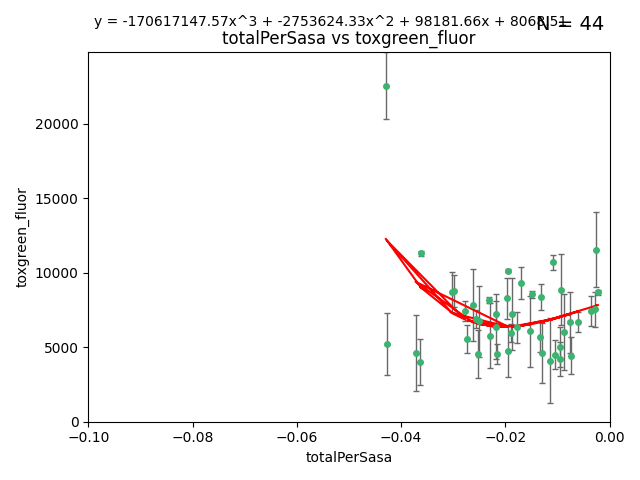 y = -170617147.57x^3 + -2753624.33x^2 + 98181.66x + 8068.51
N = 44
totalPerSasa vs toxgreen_fluor
toxgreen_fluor
20000
15000
10000
5000
0
−0.10
−0.08
−0.06
−0.04
−0.02
0.00
totalPerSasa